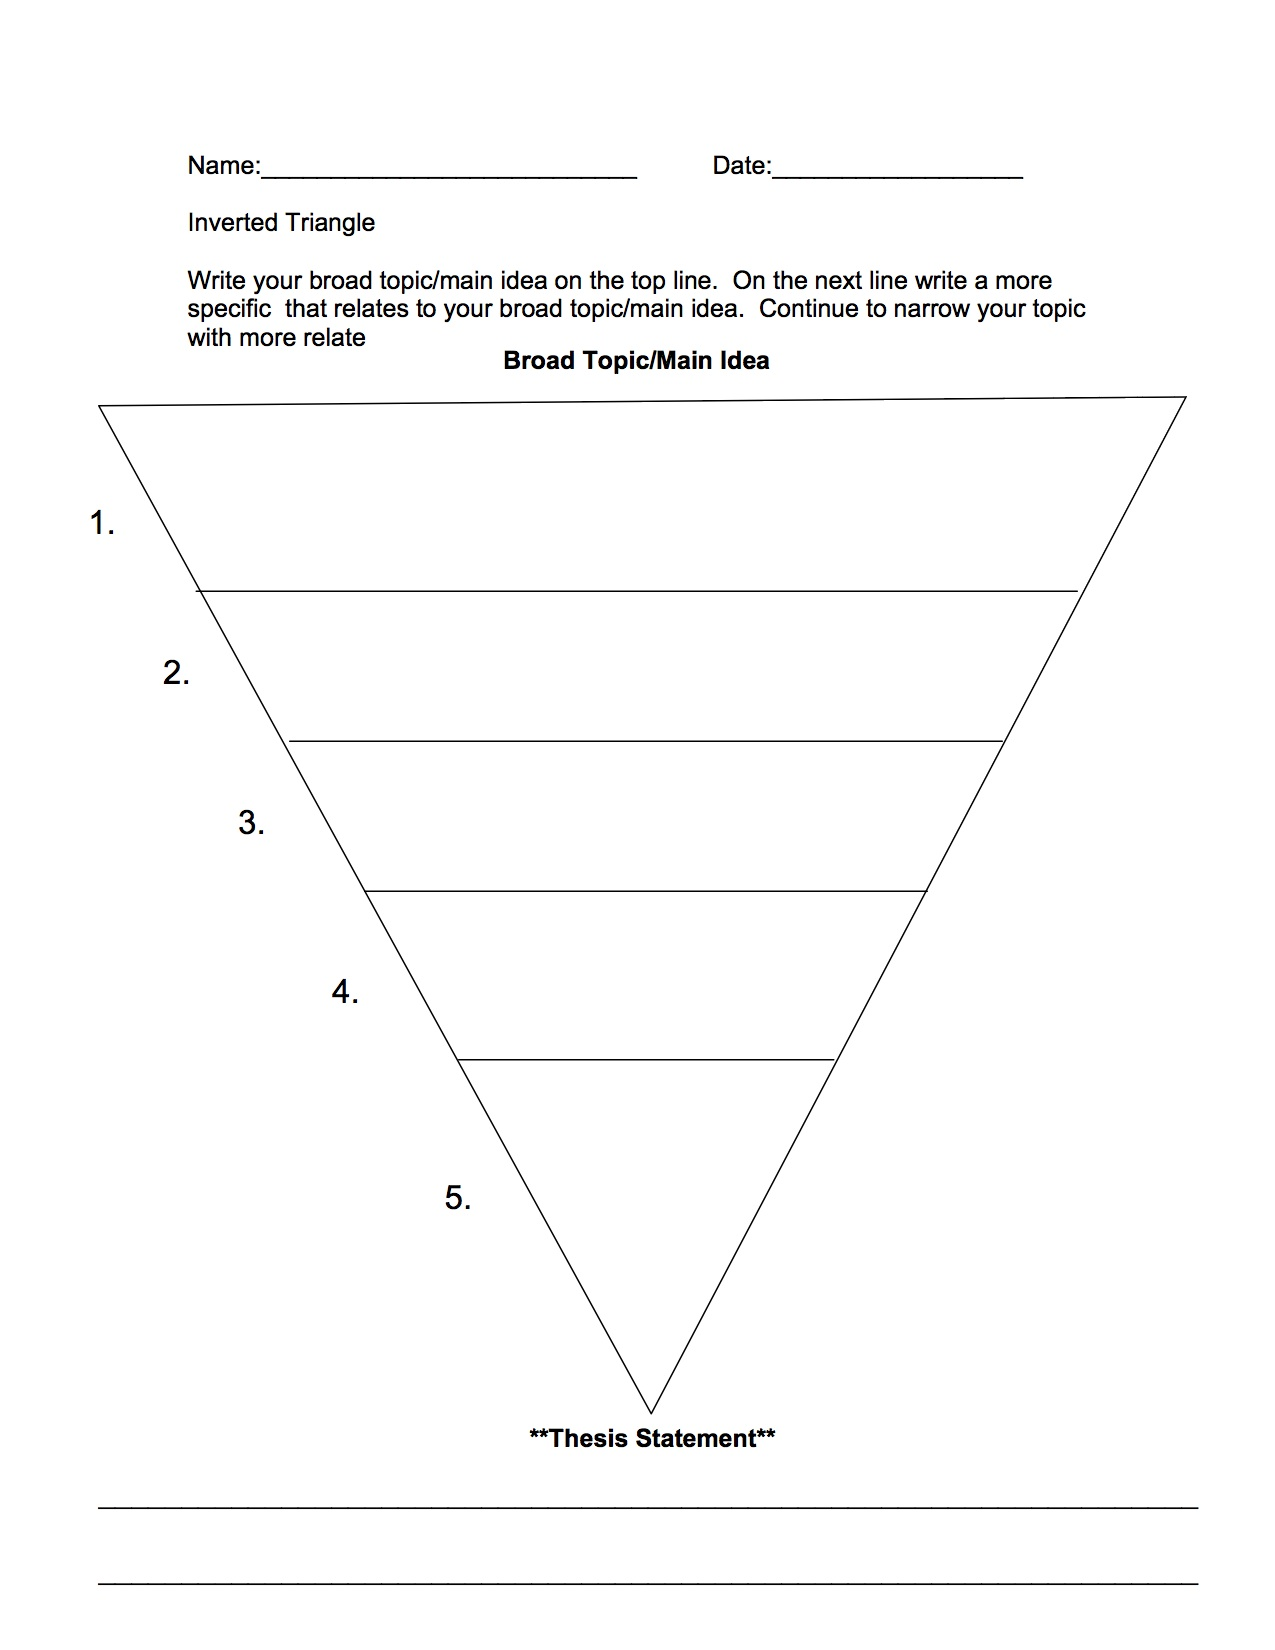 Name:___________________________ Date:__________________
Inverted Triangle
Write your broad topic/main idea on the top line.  On the next line write a more
specific  that relates to your broad topic/main idea.  Continue to narrow your topic
with more relate
Broad Topic/Main Idea
1.
2.
3.
4.
5.
**Thesis Statement**